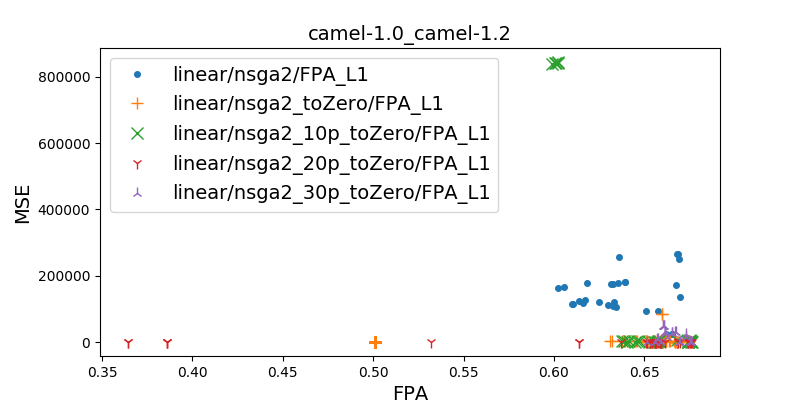 camel-1.0_camel-1.2
linear/nsga2/FPA_L1
linear/nsga2_toZero/FPA_L1
linear/nsga2_10p_toZero/FPA_L1
linear/nsga2_20p_toZero/FPA_L1
linear/nsga2_30p_toZero/FPA_L1
MSE
800000
600000
400000
200000
0
0.35 0.40 0.45 0.50 0.55 0.60 0.65
FPA